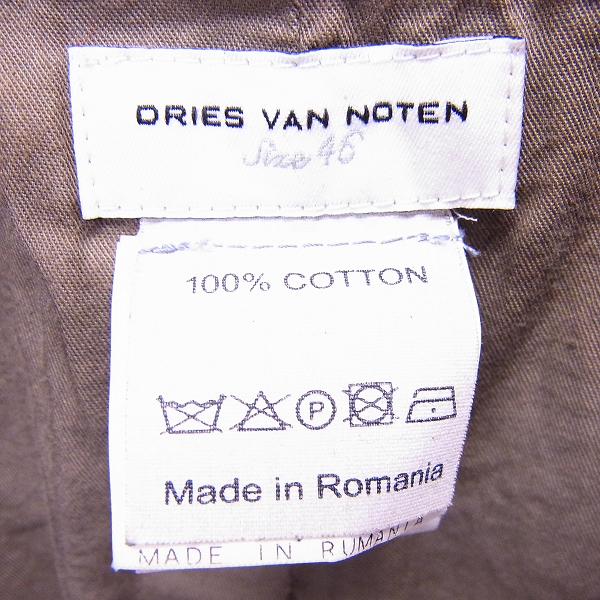 DRIES VAN NOTEN
Size 46
100% COTTON
P
Made in Romania
MADE IN RUMANIA